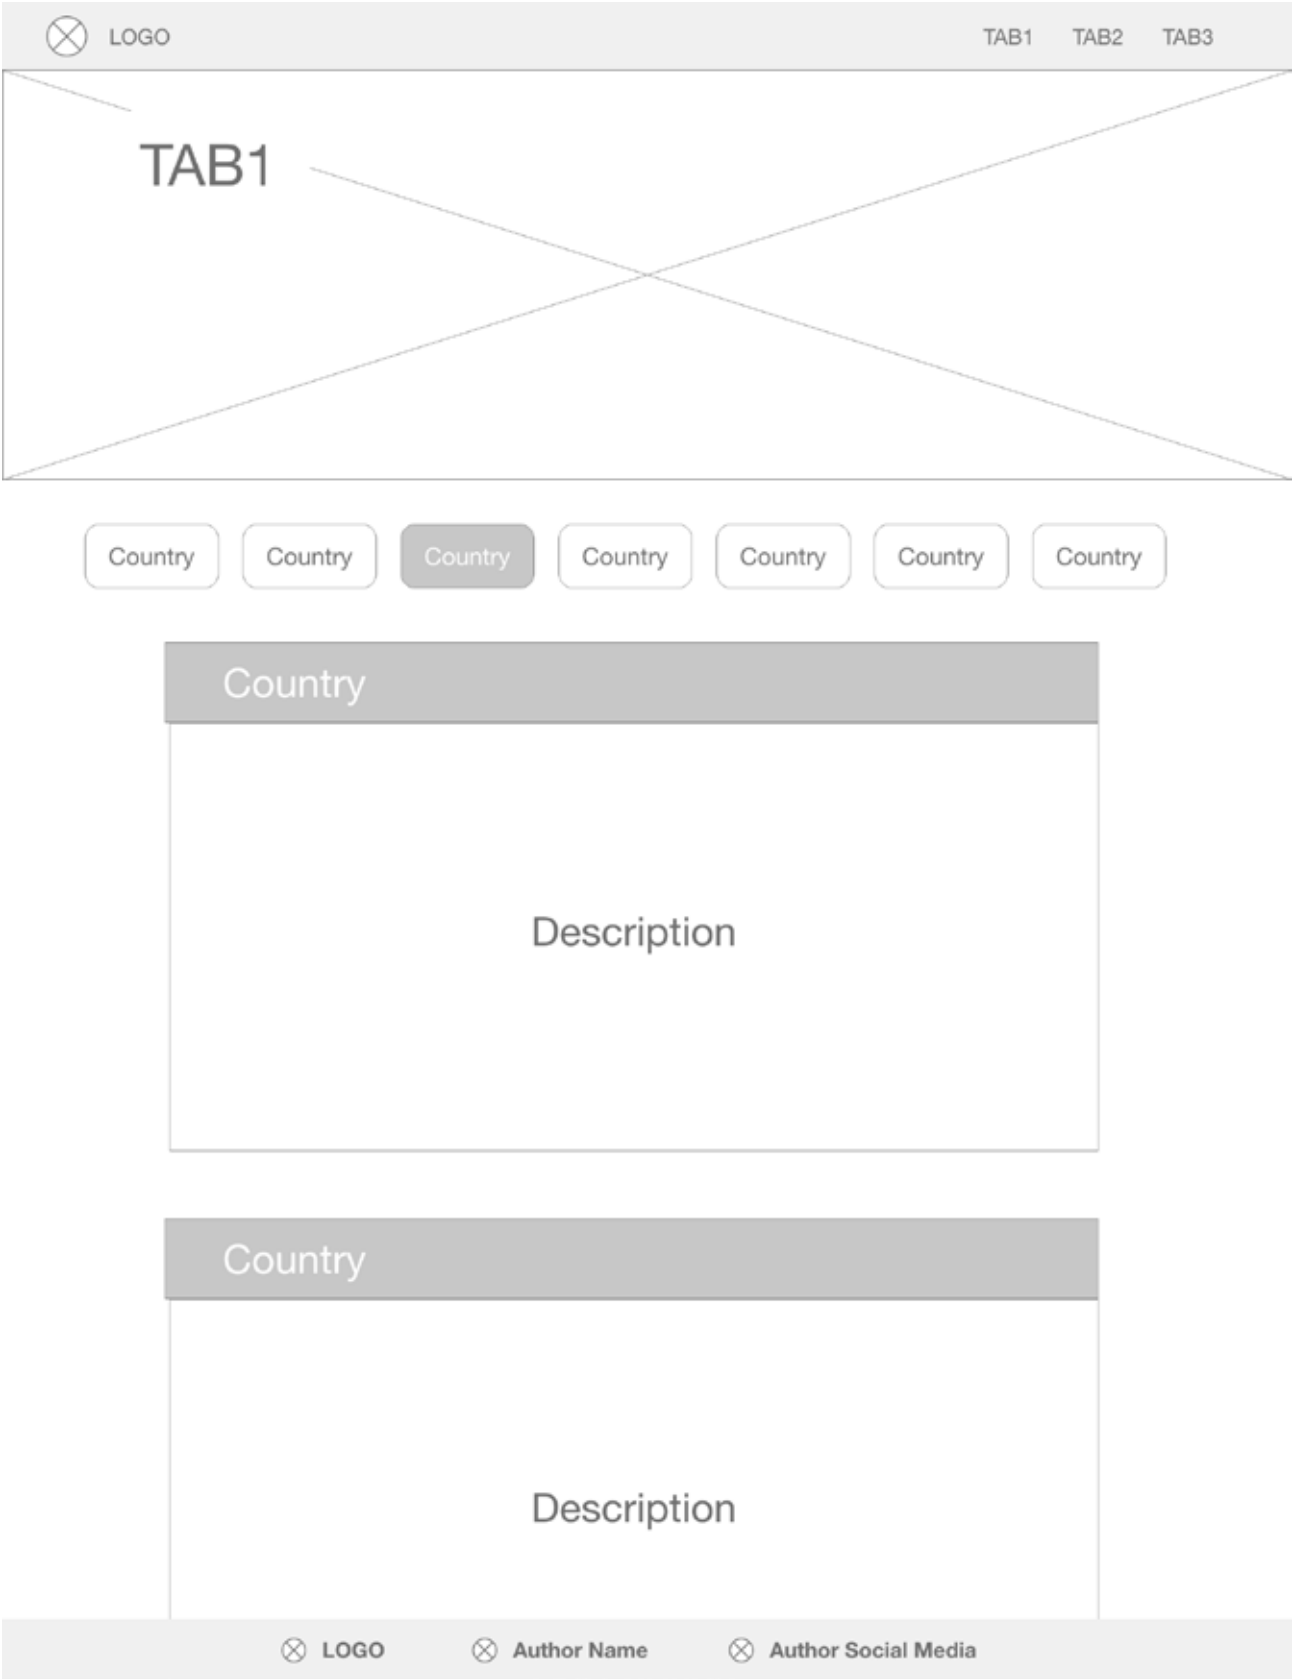 LOGO TAB1 TAB2 TAB3
TAB1
Country Country Country Country Country Country Country
Country
Description
Country
Description
LOGO Author Name Author Social Media